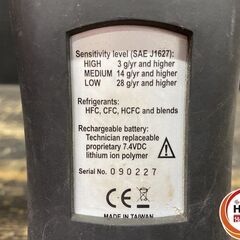 Sensitivity level (SAE J1627):
HIGH 3 g/yr and higher
MEDIUM 14 g/yr and higher
LOW 28 g/yr and higher
Refrigerants:
HFC, CFC, HCFC and blends
Rechargeable battery:
Technician replaceable
proprietary 7.4VDC
lithium ion polymer
Serial No. 090227
CE
MADE IN TAIWAN